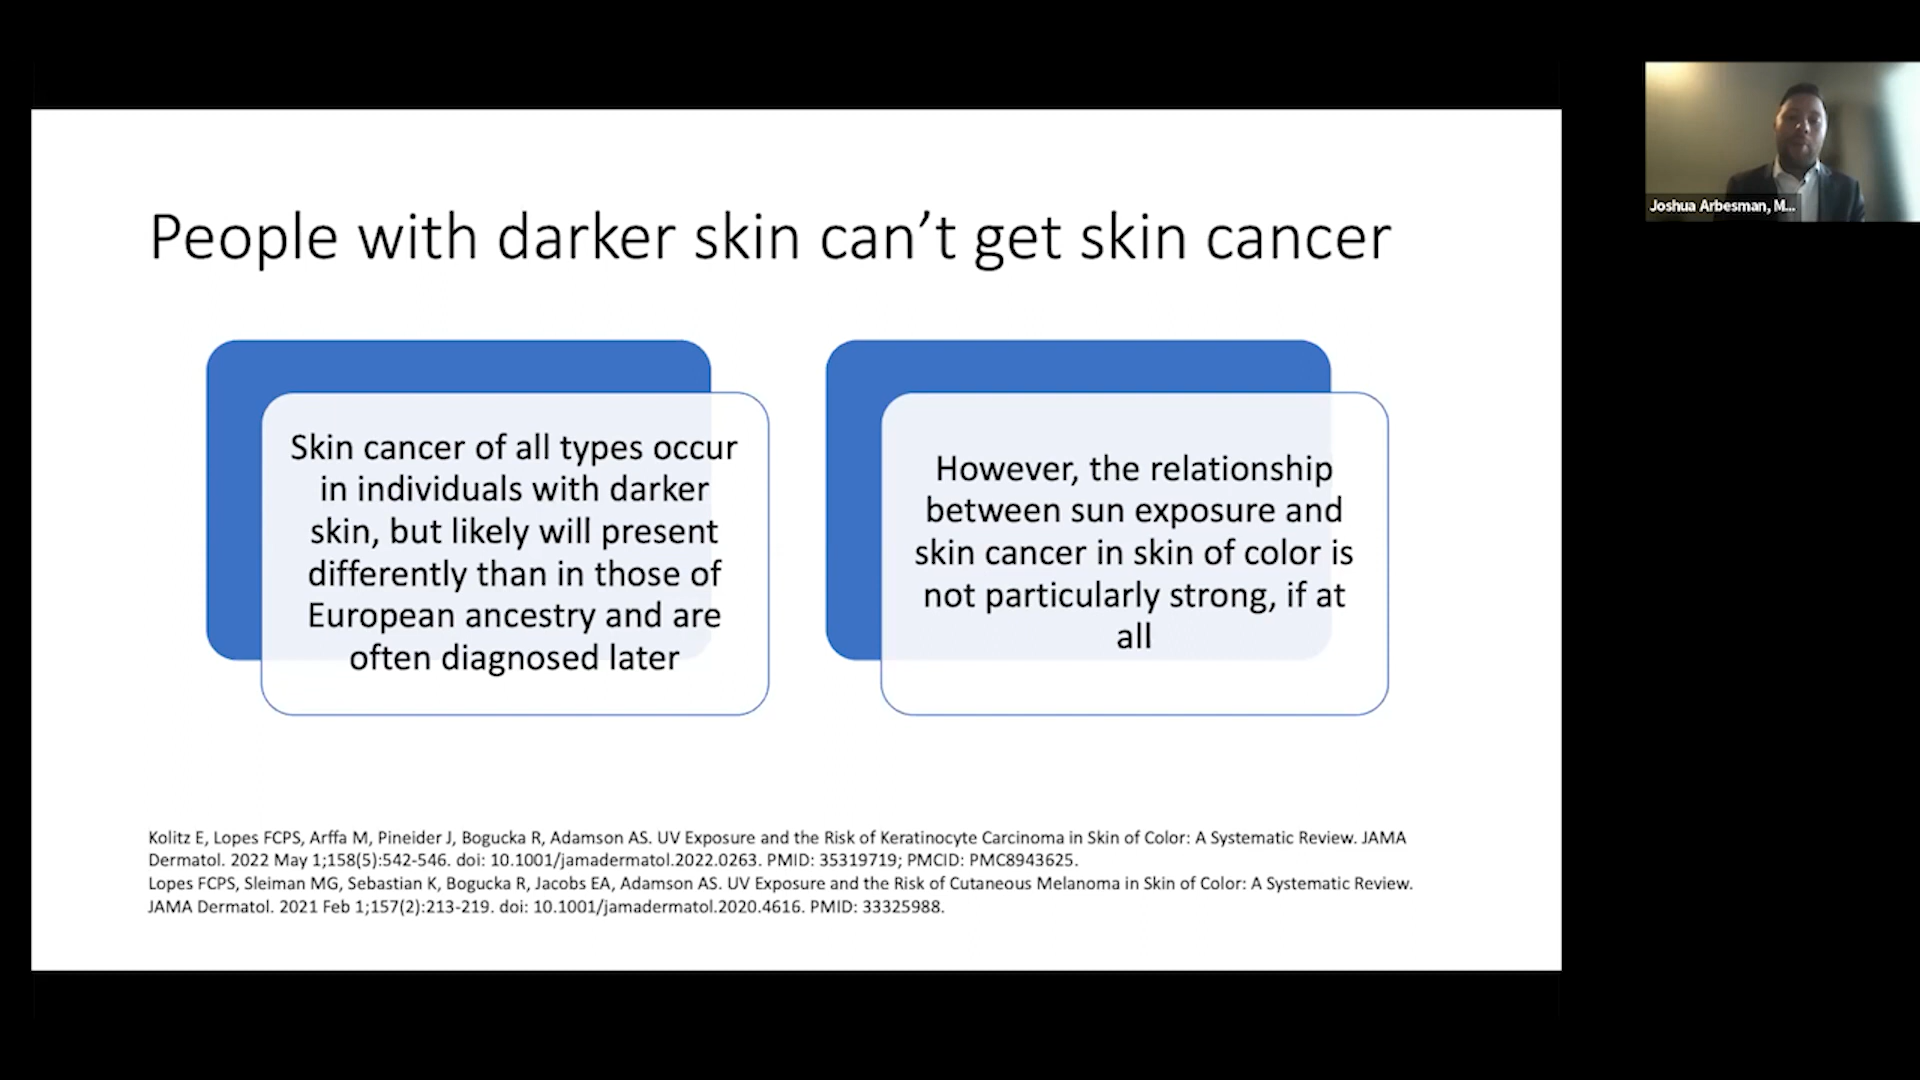 People with darker skin can't get skin cancer
Skin cancer of all types occur
in individuals with darker
skin, but likely will present
differently than in those of
European ancestry and are
often diagnosed later
However, the relationship
between sun exposure and
skin cancer in skin of color is
not particularly strong, if at
all
Kolitz E, Lopes FCPS, Arffa M, Pineider J, Bogucka R, Adamson AS. UV Exposure and the Risk of Keratinocyte Carcinoma in Skin of Color: A Systematic Review. JAMA
Dermatol. 2022 May 1;158(5):542-546. doi: 10.1001/jamadermatol.2022.0263. PMID: 35319719; PMCID: PMC8943625.
Lopes FCPS, Sleiman MG, Sebastian K, Bogucka R, Jacobs EA, Adamson AS. UV Exposure and the Risk of Cutaneous Melanoma in Skin of Color: A Systematic Review.
JAMA Dermatol. 2021 Feb 1;157(2):213-219. doi: 10.1001/jamadermatol.2020.4616. PMID: 33325988.
Joshua Arbesman, M...